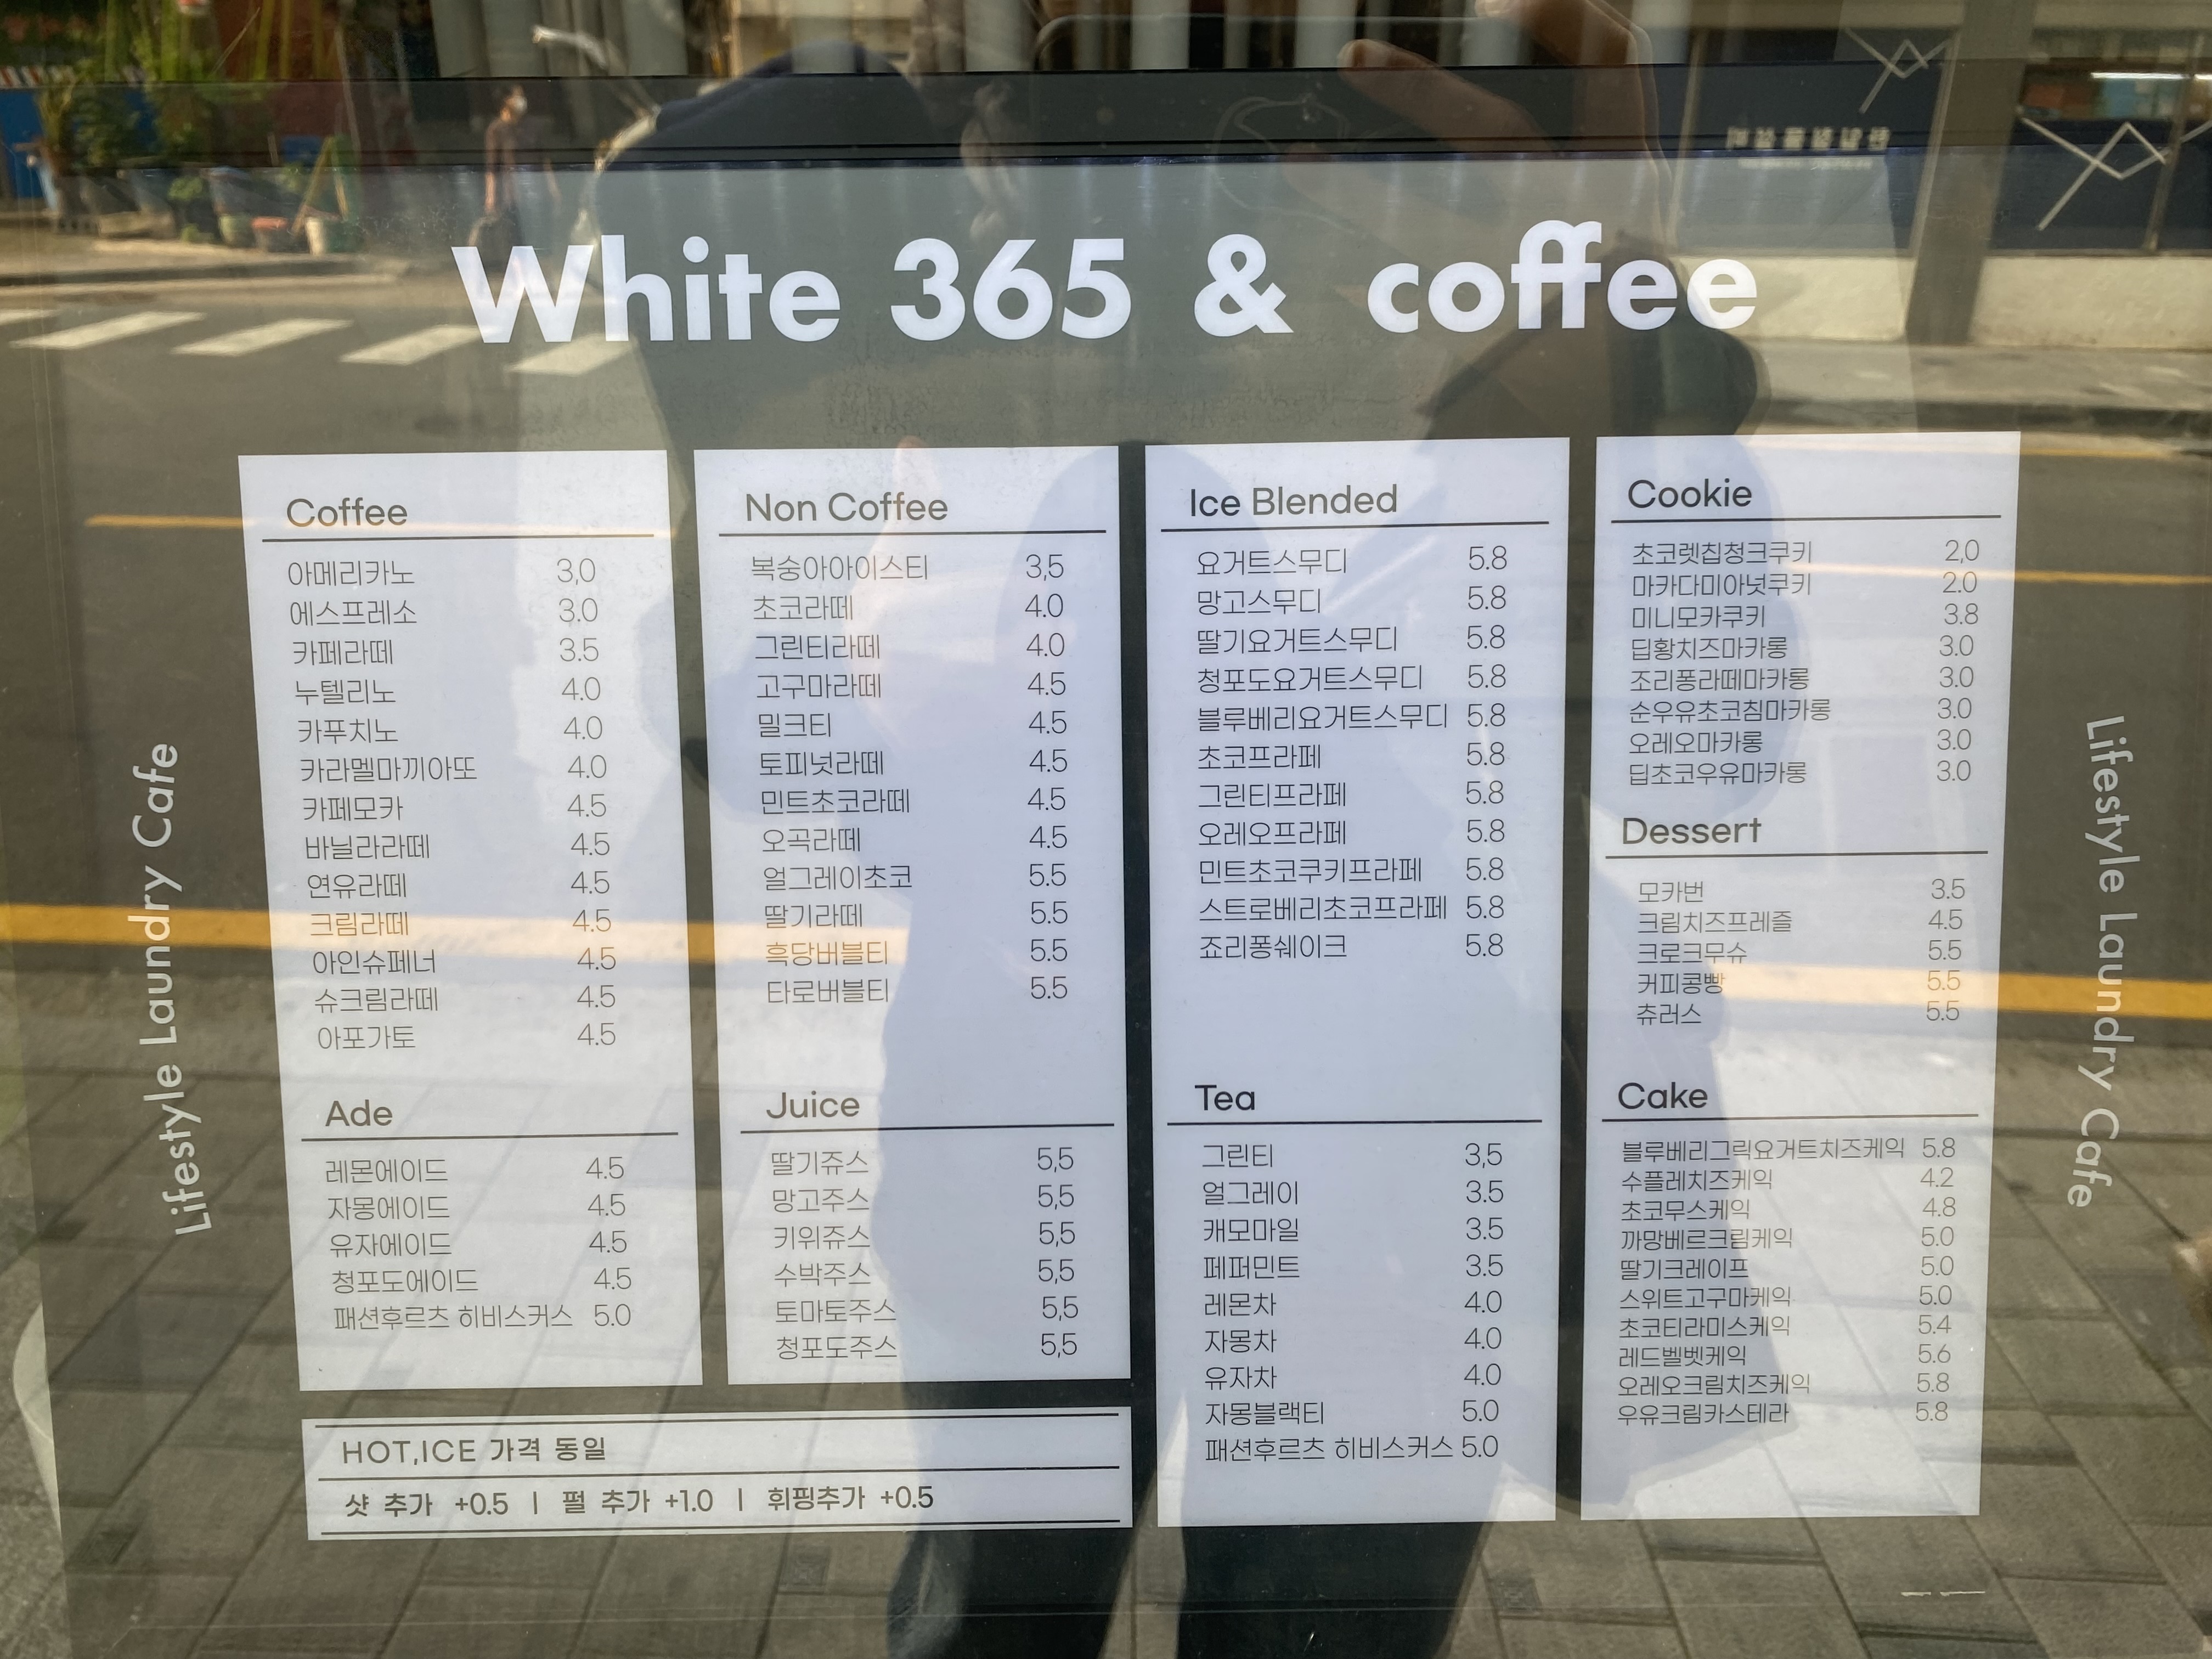 White 365 & coffee
Coffee
아메리카노 3,0
에스프레소 3.0
카페라떼 3.5
누텔리노 4.0
카푸치노 4.0
카라멜마끼아또 4.0
카페모카 4.5
바닐라라떼 4.5
연유라떼 4.5
크림라떼 4.5
아인슈페너 4.5
슈크림라떼 4.5
아포가토 4.5
Ade
레몬에이드 4.5
자몽에이드 4.5
유자에이드 4.5
청포도에이드 4.5
패션후르츠 히비스커스 5.0
Non Coffee
복숭아아이스티 3,5
초코라떼 4.0
그린티라떼 4.0
고구마라떼 4.5
밀크티 4.5
토피넛라떼 4.5
민트초코라떼 4.5
오곡라떼 4.5
얼그레이초코 5.5
딸기라떼 5.5
흑당버블티 5.5
타로버블티 5.5
Juice
딸기쥬스 5,5
망고주스 5,5
키위쥬스 5,5
수박주스 5,5
토마토주스 5,5
청포도주스 5,5
HOT,ICE 가격 동일
샷 추가 +0.5 | 펄 추가 +1.0 | 휘핑추가 +0.5
Ice Blended
요거트스무디 5.8
망고스무디 5.8
딸기요거트스무디 5.8
청포도요거트스무디 5.8
블루베리요거트스무디 5.8
초코프라페 5.8
그린티프라페 5.8
오레오프라페 5.8
민트초코쿠키프라페 5.8
스트로베리초코프라페 5.8
죠리퐁쉐이크 5.8
Tea
그린티 3,5
얼그레이 3.5
캐모마일 3.5
페퍼민트 3.5
레몬차 4.0
자몽차 4.0
유자차 4.0
자몽블랙티 5.0
패션후르츠 히비스커스 5.0
Cookie
초코렛칩청크쿠키 2,0
마카다미아넛쿠키 2.0
미니모카쿠키 3.8
딥황치즈마카롱 3.0
조리퐁라떼마카롱 3.0
순우유초코칩마카롱 3.0
오레오마카롱 3.0
딥초코우유마카롱 3.0
Dessert
모카번 3.5
크림치즈프레즐 4.5
크로크무슈 5.5
커피콩빵 5.5
츄러스 5.5
Cake
블루베리그릭요거트치즈케익 5.8
수플레치즈케익 4.2
초코무스케익 4.8
까망베르크림케익 5.0
딸기크레이프 5.0
스위트고구마케익 5.0
초코티라미스케익 5.4
레드벨벳케익 5.6
오레오크림치즈케익 5.8
우유크림카스테라 5.8
Lifestyle Laundry Cafe
Lifestyle Laundry Cafe